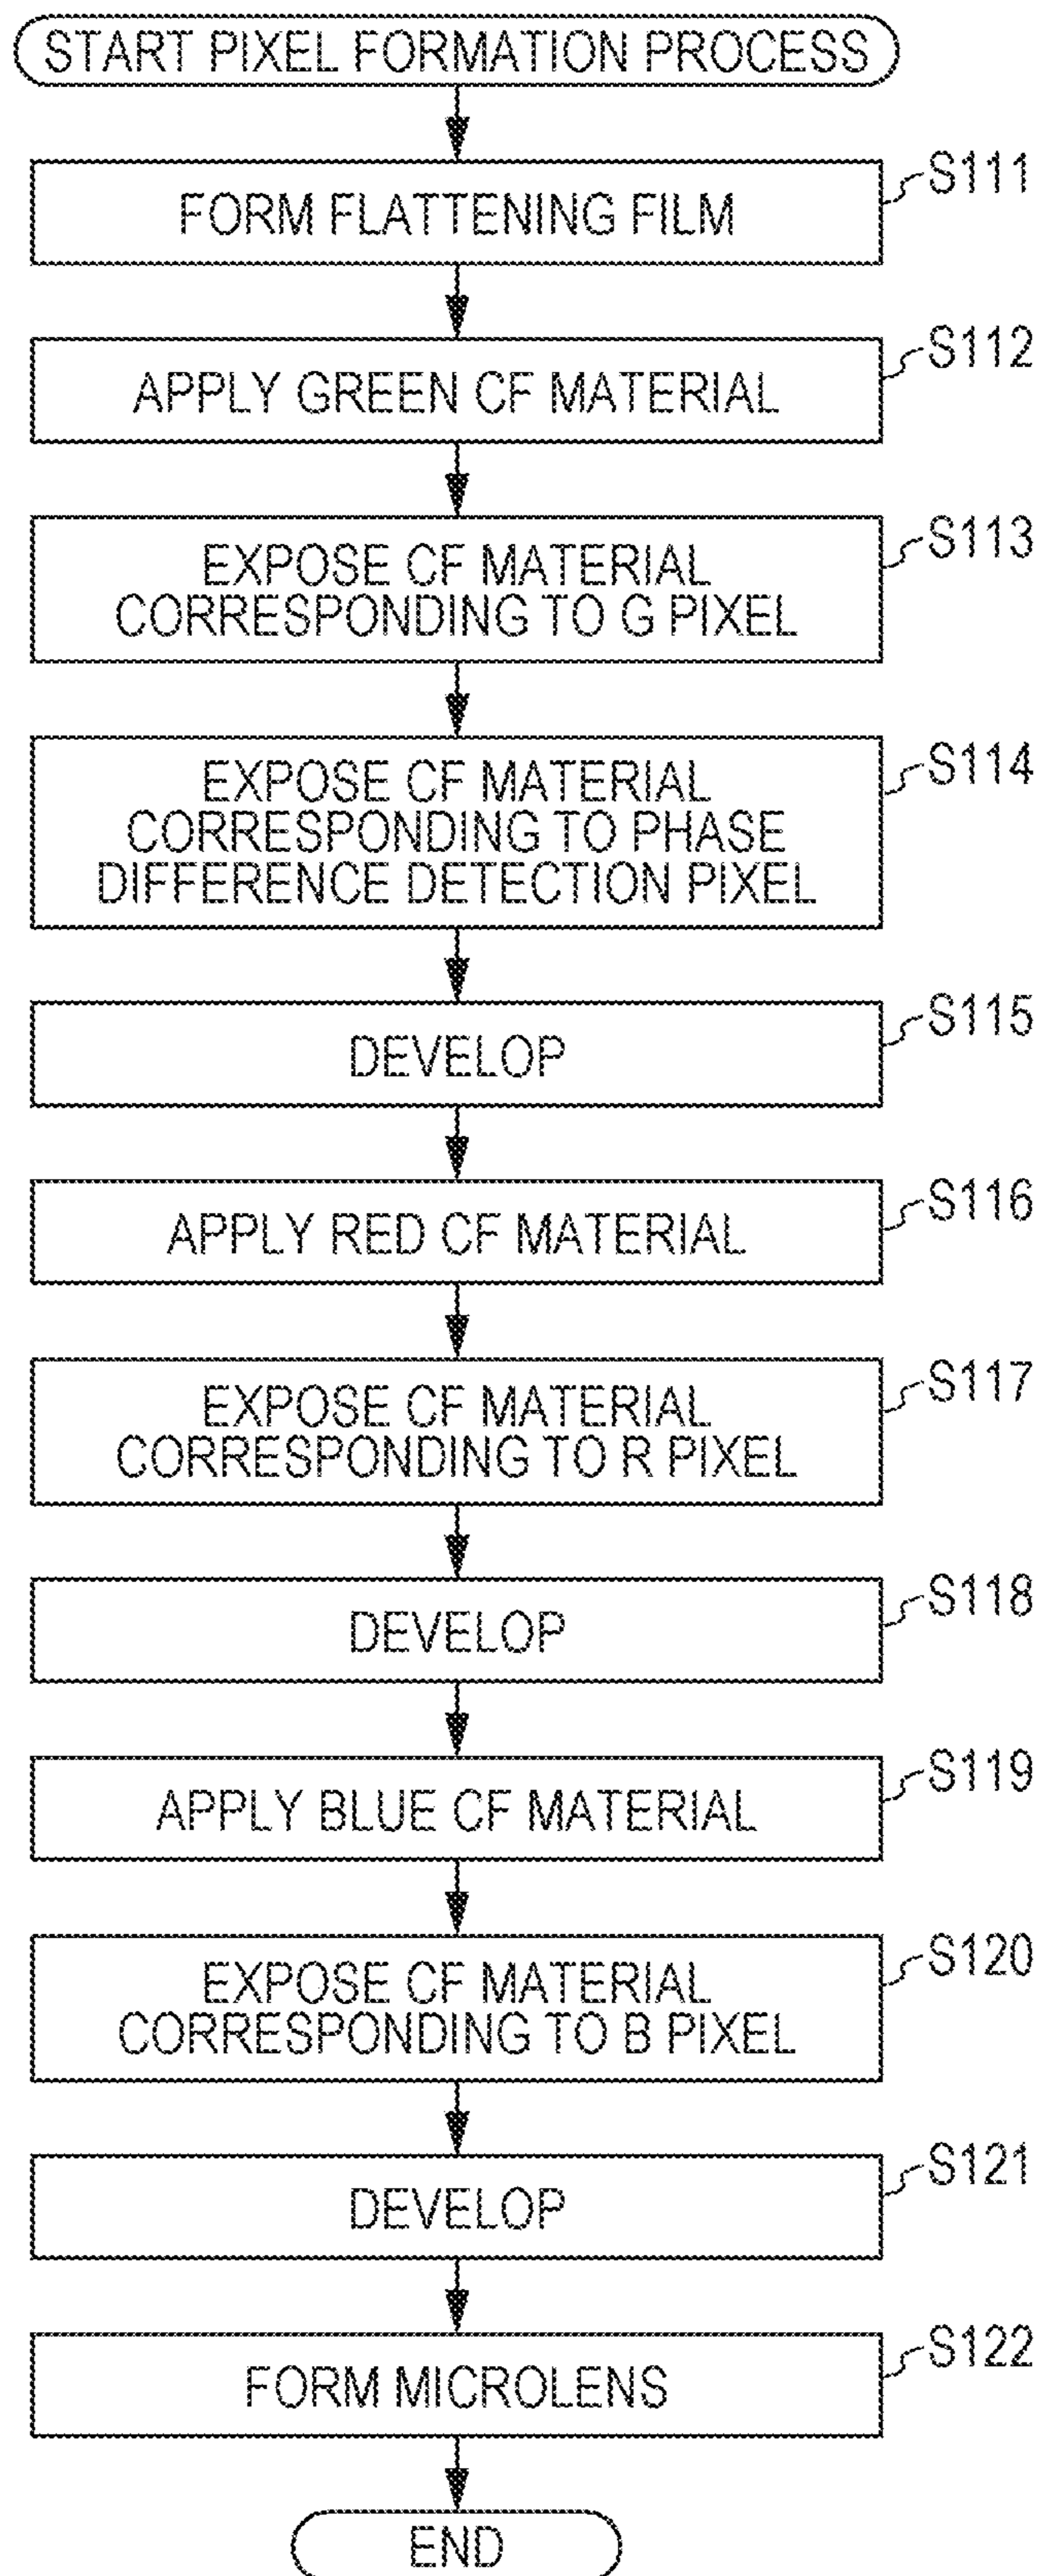 START PIXEL FORMATION PROCESS
S111
FORM FLATTENING FILM
S112
APPLY GREEN CF MATERIAL
S113
EXPOSE CF MATERIAL
CORRESPONDING TO G PIXEL
S114
EXPOSE CF MATERIAL
CORRESPONDING TO PHASE
DIFFERENCE DETECTION PIXEL
S115
DEVELOP
S116
APPLY RED CF MATERIAL
S117
EXPOSE CF MATERIAL
CORRESPONDING TO R PIXEL
S118
DEVELOP
S119
APPLY BLUE CF MATERIAL
S120
EXPOSE CF MATERIAL
CORRESPONDING TO B PIXEL
S121
DEVELOP
S122
FORM MICROLENS
END